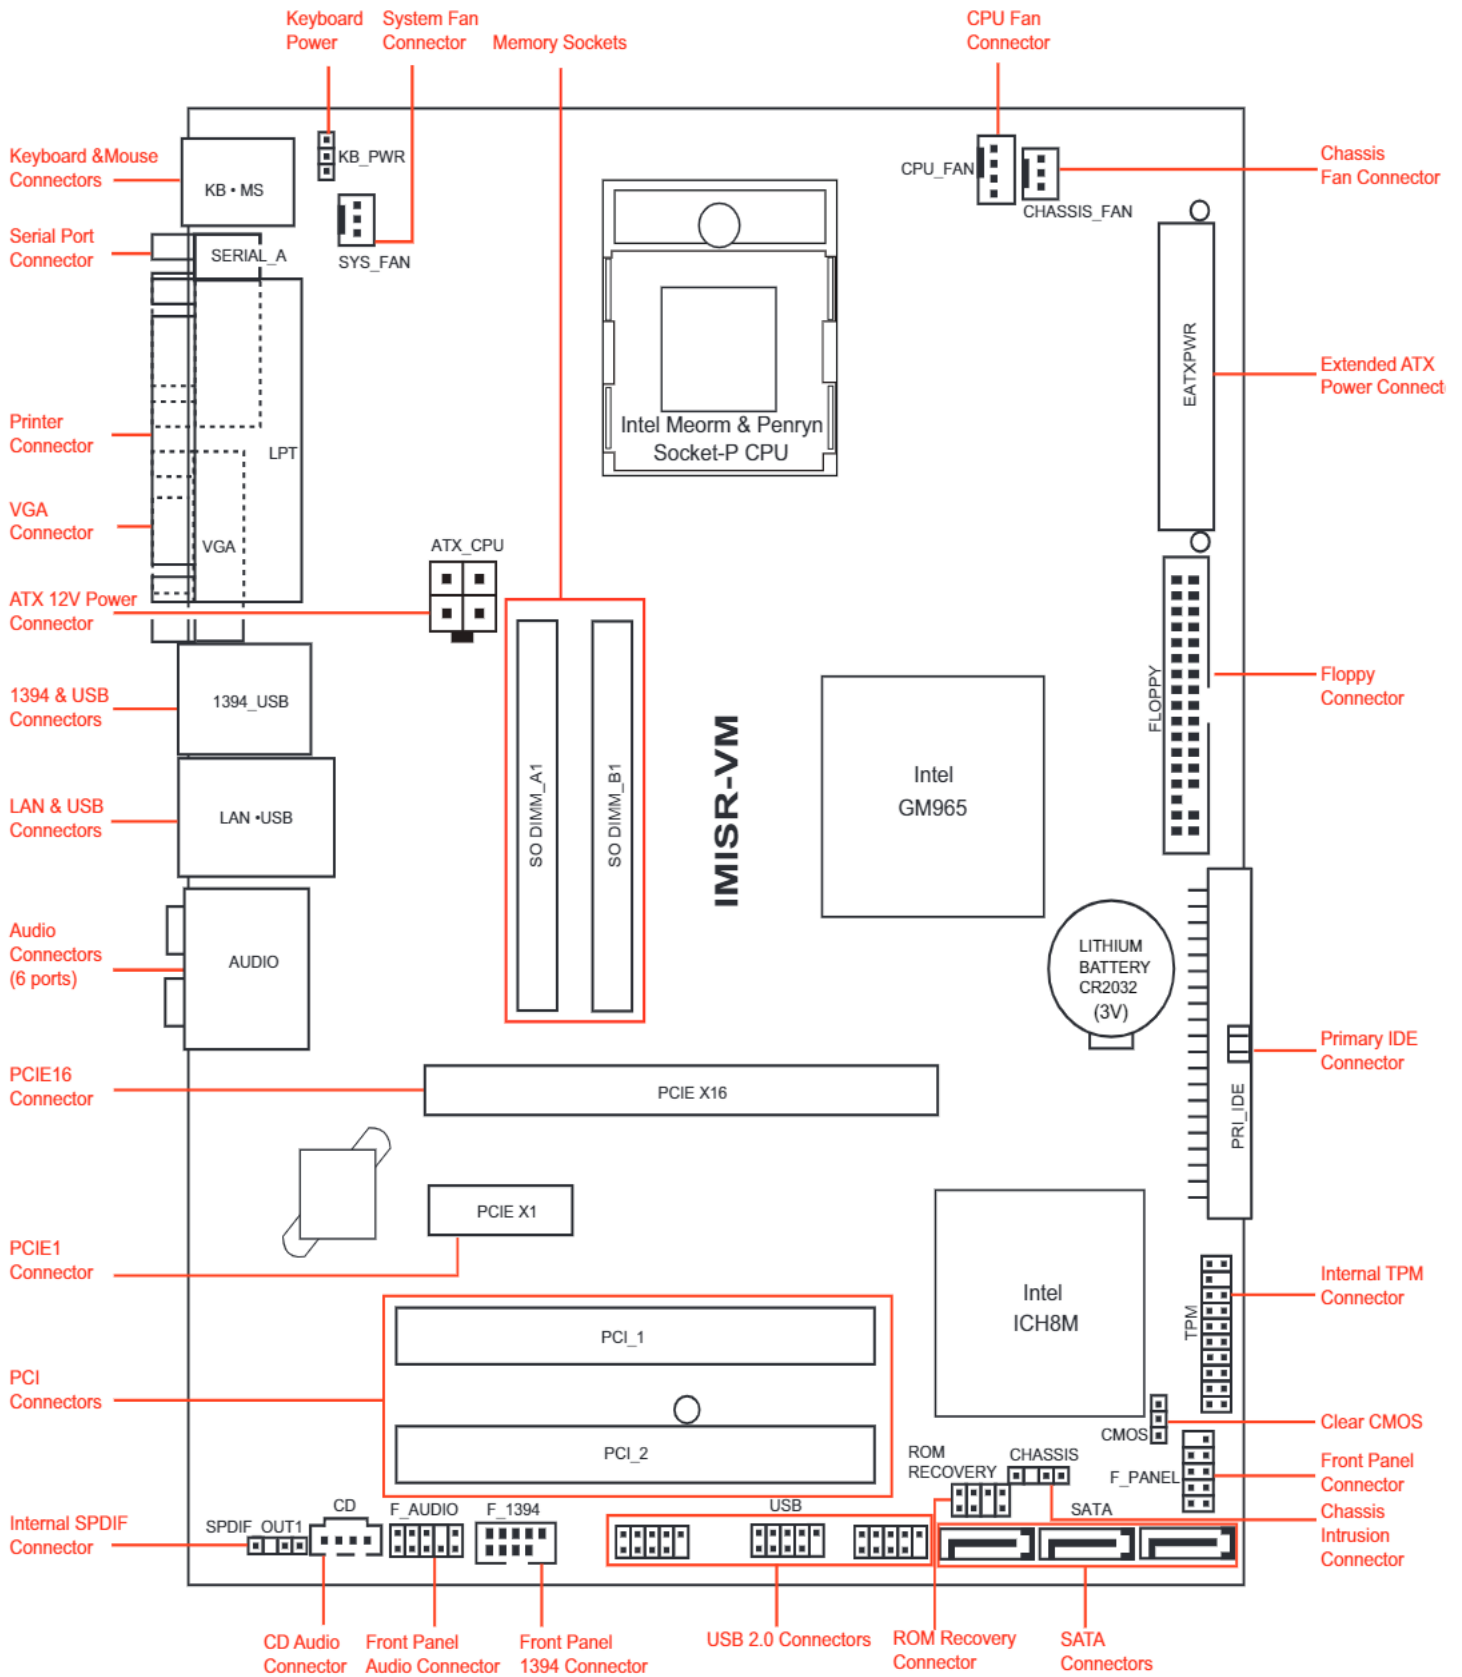 Keyboard
Power
System Fan
Connector
Memory Sockets
CPU Fan
Connector
Keyboard &Mouse
Connectors
KB • MS
KB_PWR
CPU_FAN
CHASSIS_FAN
Chassis
Fan Connector
Serial Port
Connector
SERIAL_A
SYS_FAN
EATXPWR
Extended ATX
Power Connect
Intel Meorm & Penryn
Socket-P CPU
Printer
Connector
LPT
VGA
Connector
VGA
ATX_CPU
ATX 12V Power
Connector
1394 & USB
Connectors
1394_USB
FLOPPY
Floppy
Connector
SO DIMM_A1
SO DIMM_B1
IMISR-VM
Intel
GM965
LAN & USB
Connectors
LAN •USB
Audio
Connectors
(6 ports)
AUDIO
LITHIUM
BATTERY
CR2032
(3V)
Primary IDE
Connector
PRI_IDE
PCIE16
Connector
PCIE X16
PCIE X1
PCIE1
Connector
Intel
ICH8M
TPM
Internal TPM
Connector
PCI_1
PCI
Connectors
PCI_2
CMOS
Clear CMOS
ROM
RECOVERY
CHASSIS
F_PANEL
Front Panel
Connector
Internal SPDIF
Connector
SPDIF_OUT1
CD
F_AUDIO
F_1394
USB
SATA
Chassis
Intrusion
Connector
CD Audio
Connector
Front Panel
Audio Connector
Front Panel
1394 Connector
USB 2.0 Connectors
ROM Recovery
Connector
SATA
Connectors